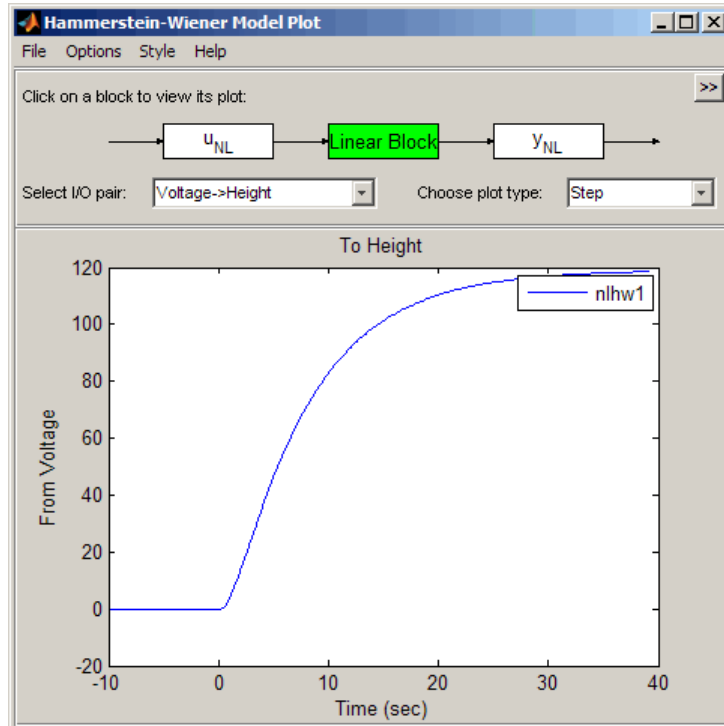 Hammerstein-Wiener Model Plot
File Options Style Help
Click on a block to view its plot:
>>
uNL Linear Block yNL
Select I/O pair: Voltage->Height Choose plot type: Step
To Height
nlhw1
From Voltage
120
100
80
60
40
20
0
-20
-10 0 10 20 30 40
Time (sec)